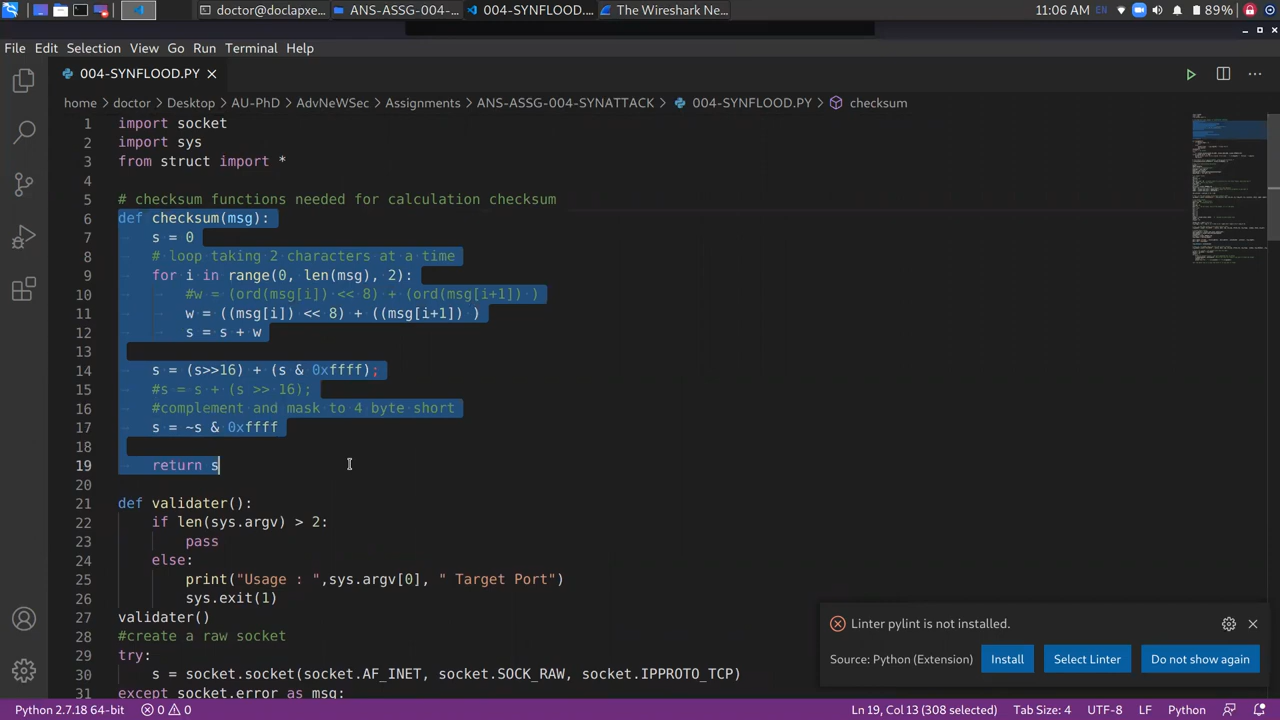 doctor@doclapxe...
ANS-ASSG-004-...
004-SYNFLOOD....
The Wireshark Ne...
11:06 AM EN 89%
File Edit Selection View Go Run Terminal Help
004-SYNFLOOD.PY
home > doctor > Desktop > AU-PhD > AdvNeWSec > Assignments > ANS-ASSG-004-SYNATTACK > 004-SYNFLOOD.PY > checksum
1 import socket
2 import sys
3 from struct import *
4
5 # checksum functions needed for calculation checksum
6 def checksum(msg):
7 s = 0
8 # loop taking 2 characters at a time
9 for i in range(0, len(msg), 2):
10 #w = (ord(msg[i]) << 8) + (ord(msg[i+1]) )
11 w = ((msg[i]) << 8) + ((msg[i+1]) )
12 s = s + w
13
14 s = (s>>16) + (s & 0xffff);
15 #s = s + (s >> 16);
16 #complement and mask to 4 byte short
17 s = ~s & 0xffff
18
19 return s
20
21 def validater():
22 if len(sys.argv) > 2:
23 pass
24 else:
25 print("Usage : ",sys.argv[0], " Target Port")
26 sys.exit(1)
27 validater()
28 #create a raw socket
29 try:
30 s = socket.socket(socket.AF_INET, socket.SOCK_RAW, socket.IPPROTO_TCP)
31 except socket.error as msg:
Linter pylint is not installed.
Source: Python (Extension)
Install
Select Linter
Do not show again
Python 2.7.18 64-bit 0 0 Ln 19, Col 13 (308 selected) Tab Size: 4 UTF-8 LF Python